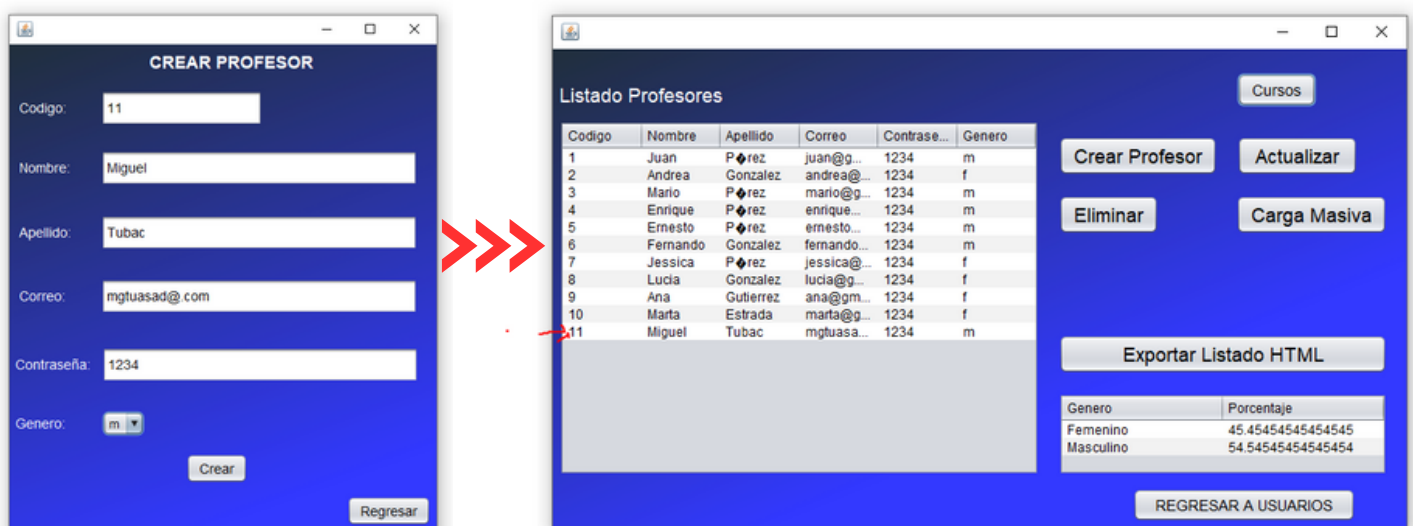 CREAR PROFESOR
Codigo: 11
Nombre: Miguel
Apellido: Tubac
Correo: mgtuasad@.com
Contraseña: 1234
Genero: m
Crear
Regresar
Cursos
Listado Profesores
Codigo Nombre Apellido Correo Contrase... Genero
1 Juan P�rez juan@g... 1234 m
2 Andrea Gonzalez andrea@... 1234 f
3 Mario P�rez mario@g... 1234 m
4 Enrique P�rez enrique... 1234 m
5 Ernesto P�rez ernesto... 1234 m
6 Fernando Gonzalez fernando... 1234 m
7 Jessica P�rez jessica@... 1234 f
8 Lucia Gonzalez lucia@g... 1234 f
9 Ana Gutierrez ana@gm... 1234 f
10 Marta Estrada marta@g... 1234 f
11 Miguel Tubac mgtuasa... 1234 m
Crear Profesor Actualizar
Eliminar Carga Masiva
Exportar Listado HTML
Genero Porcentaje
Femenino 45.45454545454545
Masculino 54.54545454545454
REGRESAR A USUARIOS